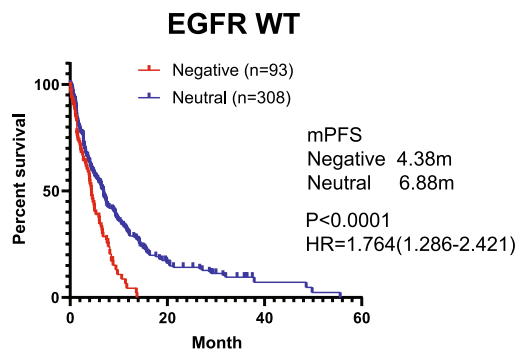 EGFR WT
Negative (n=93)
Neutral (n=308)
Percent survival
100
50
0
0
20
40
60
Month
mPFS
Negative 4.38m
Neutral 6.88m
P<0.0001
HR=1.764(1.286-2.421)